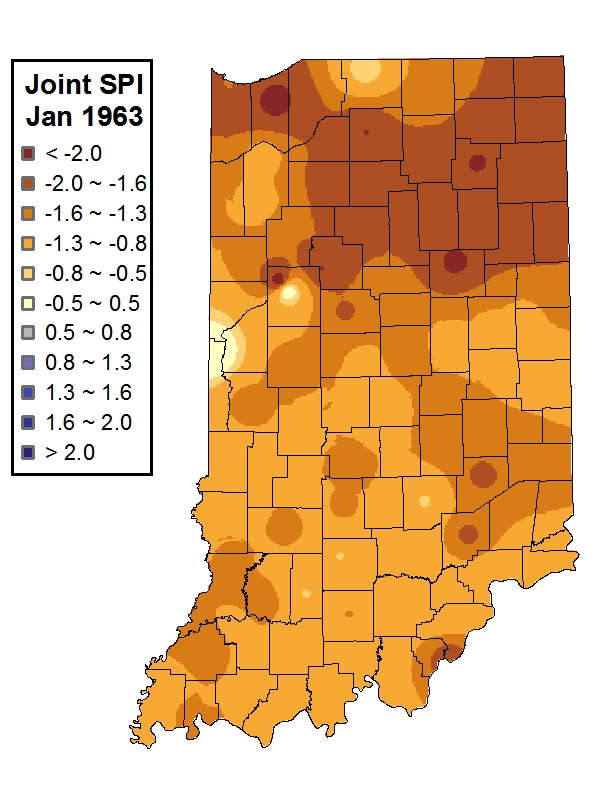 Joint SPI
Jan 1963
< -2.0
-2.0 ~ -1.6
-1.6 ~ -1.3
-1.3 ~ -0.8
-0.8 ~ -0.5
-0.5 ~ 0.5
0.5 ~ 0.8
0.8 ~ 1.3
1.3 ~ 1.6
1.6 ~ 2.0
> 2.0